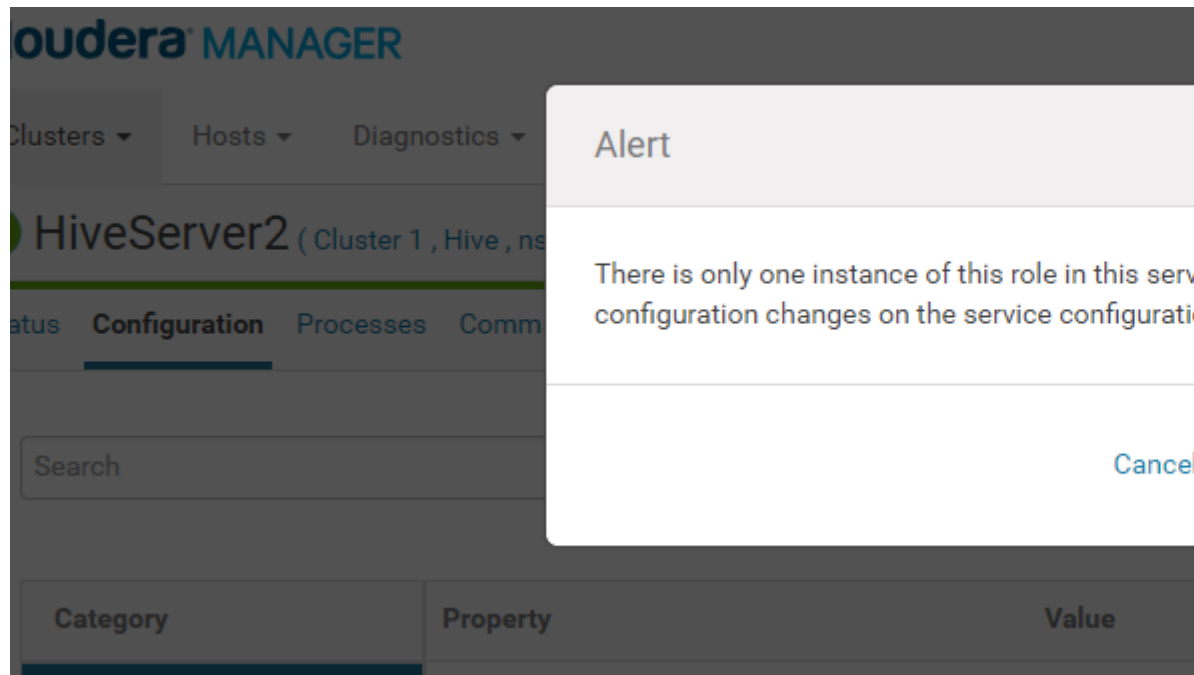 oudera MANAGER
Clusters Hosts Diagnostics
HiveServer2 ( Cluster 1 , Hive , ns
atus Configuration Processes Comm
Search
Category Property Value
Alert
There is only one instance of this role in this serv
configuration changes on the service configurati
Cancel